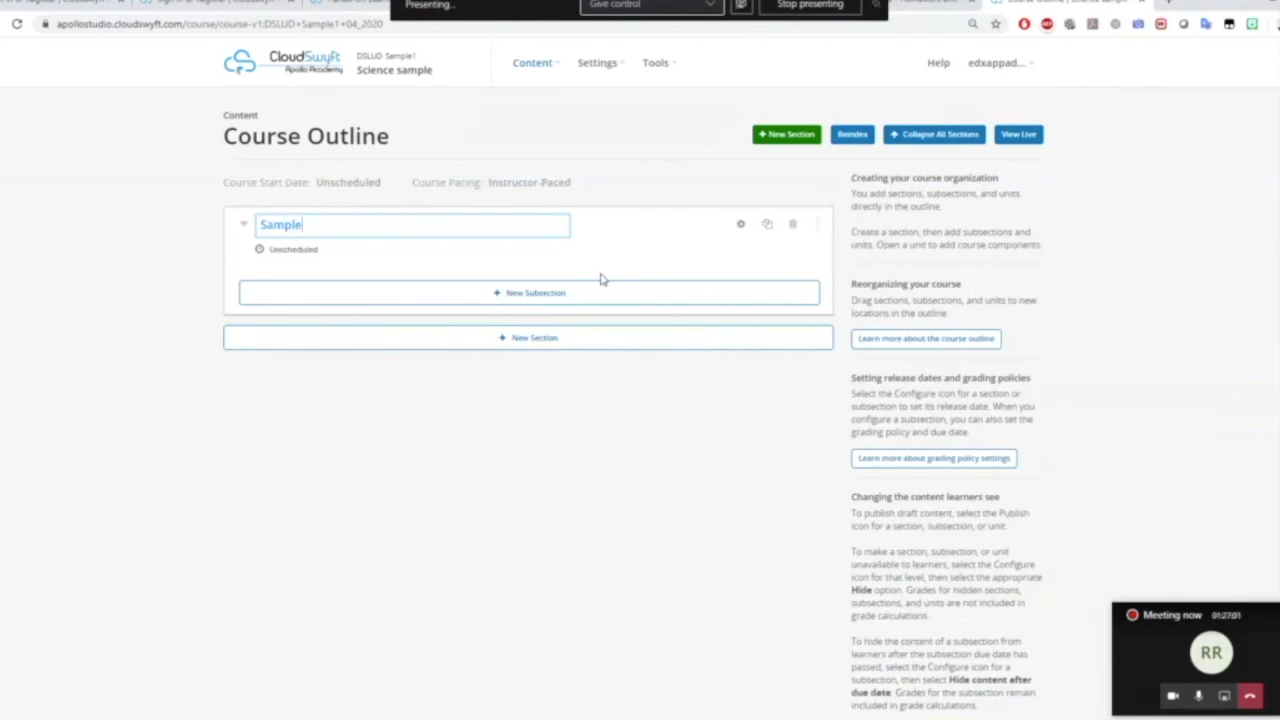 Presenting...
Give control
Stop presenting
apollostudio.cloudswyft.com/course/course-v1:DSLUD+Sample1+04_2020
CloudSwyft
Apollo Academy
DSLUD Sample!
Science sample
Content
Settings
Tools
Help
edxappad...
Content
Course Outline
+ New Section
Reindex
Collapse All Sections
View Live
Course Start Date: Unscheduled
Course Pacing: Instructor-Paced
Sample
Unscheduled
+ New Subsection
+ New Section
Creating your course organization
You add sections, subsections, and units
directly in the outline.
Create a section, then add subsections and
units. Open a unit to add course components.
Reorganizing your course
Drag sections, subsections, and units to new
locations in the outline.
Learn more about the course outline
Setting release dates and grading policies
Select the Configure icon for a section or
subsection to set its release date. When you
configure a subsection, you can also set the
grading policy and due date.
Learn more about grading policy settings
Changing the content learners see
To publish draft content, select the Publish
icon for a section, subsection, or unit.
To make a section, subsection, or unit
unavailable to learners, select the Configure
icon for that level, then select the appropriate
Hide option. Grades for hidden sections,
subsections, and units are not included in
grade calculations.
To hide the content of a subsection from
learners after the subsection due date has
passed, select the Configure icon for a
subsection, then select Hide content after
due date. Grades for the subsection remain
included in grade calculations.
Meeting now 01:27:01
RR